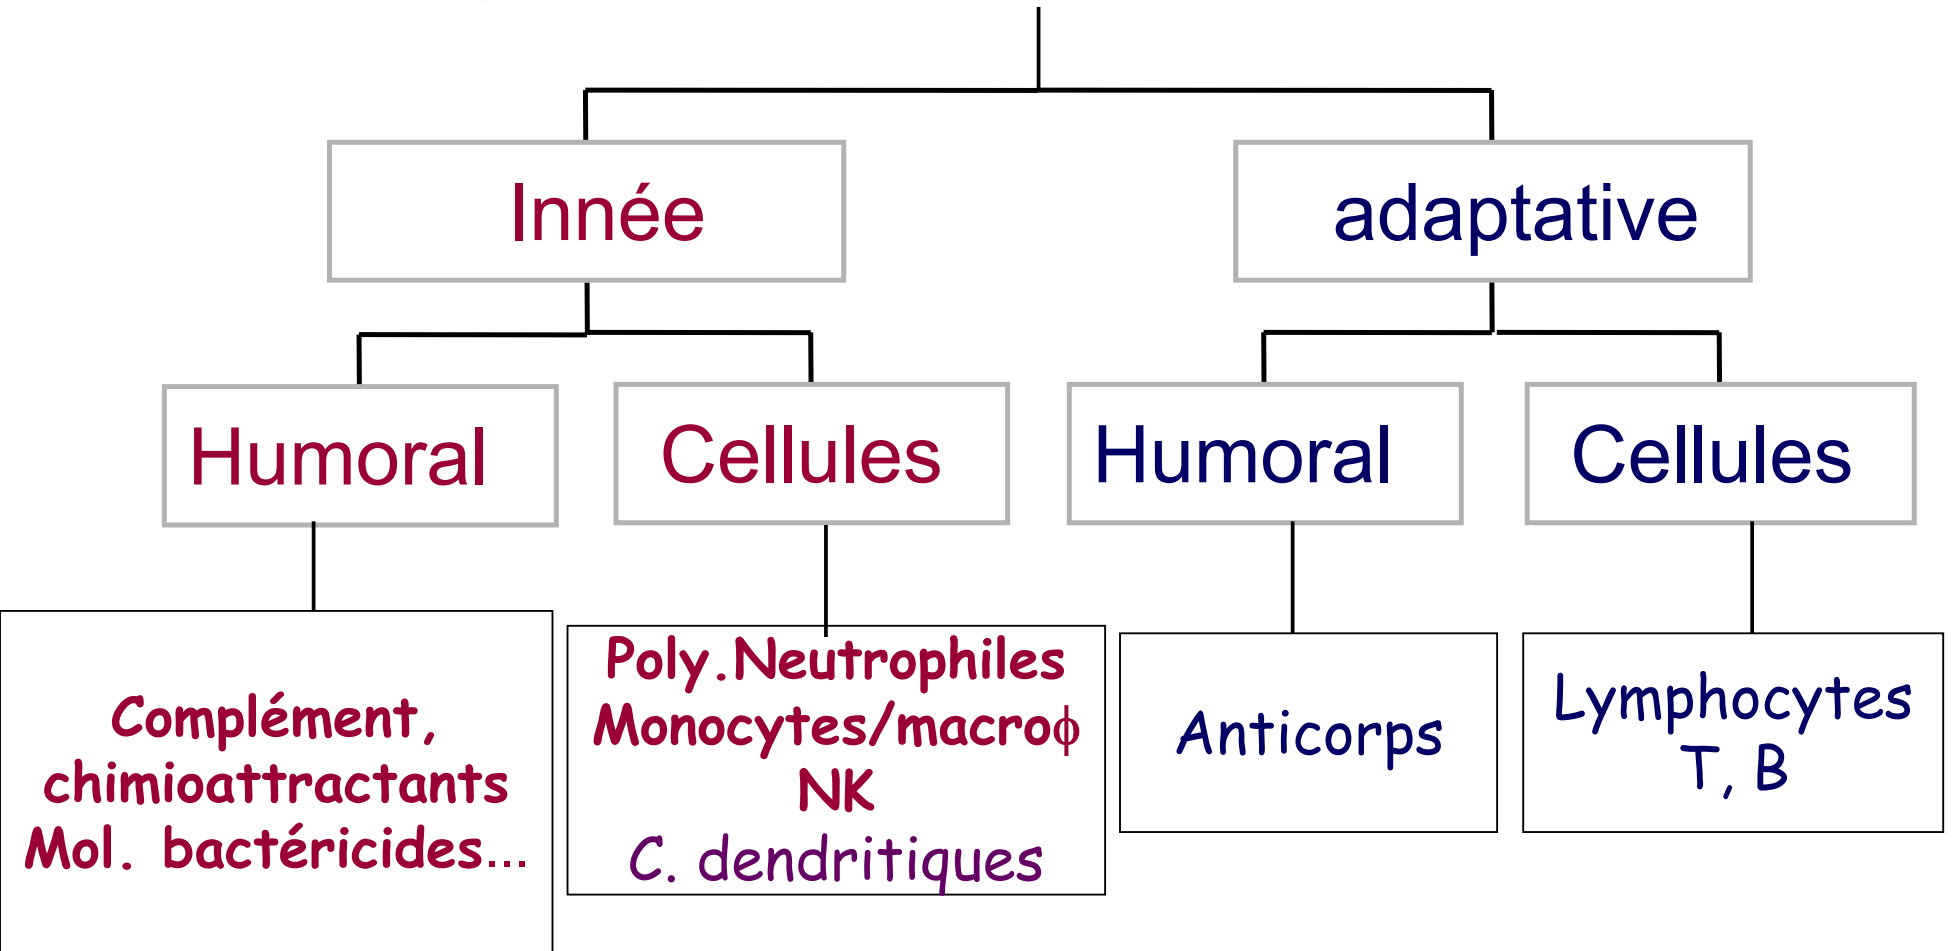 Innée
adaptative
Humoral
Cellules
Humoral
Cellules
Complément,
chimioattractants
Mol. bactéricides...
Poly.Neutrophiles
Monocytes/macroϕ
NK
C. dendritiques
Anticorps
Lymphocytes
T, B